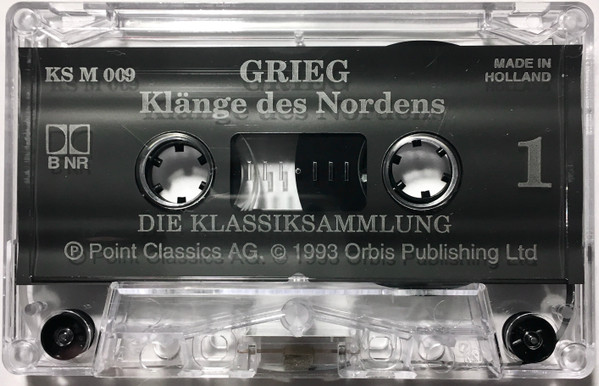 KS M 009
GRIEG
MADE IN
HOLLAND
Klänge des Nordens
B NR
1
DIE KLASSIKSAMMLUNG
℗ Point Classics AG. © 1993 Orbis Publishing Ltd